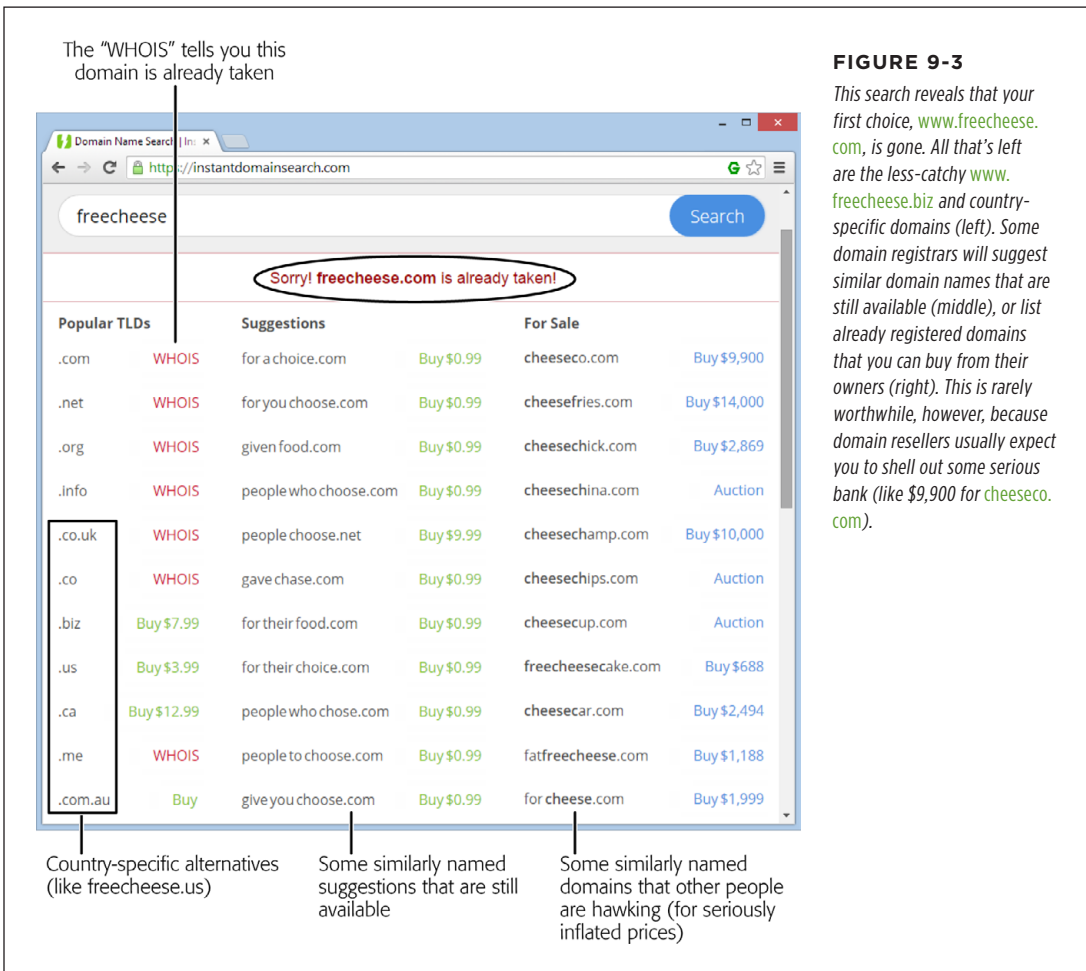 The “WHOIS” tells you this
domain is already taken
Domain Name Search | In:
https://instantdomainsearch.com
freecheese
Search
Sorry! freecheese.com is already taken!
Popular TLDs Suggestions For Sale
.com WHOIS for a choice.com Buy $0.99 cheeseco.com Buy $9,900
.net WHOIS for you choose.com Buy $0.99 cheesefries.com Buy $14,000
.org WHOIS given food.com Buy $0.99 cheesechick.com Buy $2,869
.info WHOIS people who choose.com Buy $0.99 cheesechina.com Auction
.co.uk WHOIS people choose.net Buy $9.99 cheesechamp.com Buy $10,000
.co WHOIS gave chase.com Buy $0.99 cheesechips.com Auction
.biz Buy $7.99 for their food.com Buy $0.99 cheesecup.com Auction
.us Buy $3.99 for their choice.com Buy $0.99 freecheesecake.com Buy $688
.ca Buy $12.99 people who chose.com Buy $0.99 cheesecar.com Buy $2,494
.me WHOIS people to choose.com Buy $0.99 fatfreecheese.com Buy $1,188
.com.au Buy give you choose.com Buy $0.99 for cheese.com Buy $1,999
Country-specific alternatives
(like freecheese.us)
Some similarly named
suggestions that are still
available
Some similarly named
domains that other people
are hawking (for seriously
inflated prices)
FIGURE 9-3
This search reveals that your
first choice, www.freecheese.
com, is gone. All that’s left
are the less-catchy www.
freecheese.biz and country-
specific domains (left). Some
domain registrars will suggest
similar domain names that are
still available (middle), or list
already registered domains
that you can buy from their
owners (right). This is rarely
worthwhile, however, because
domain resellers usually expect
you to shell out some serious
bank (like $9,900 for cheeseco.
com).